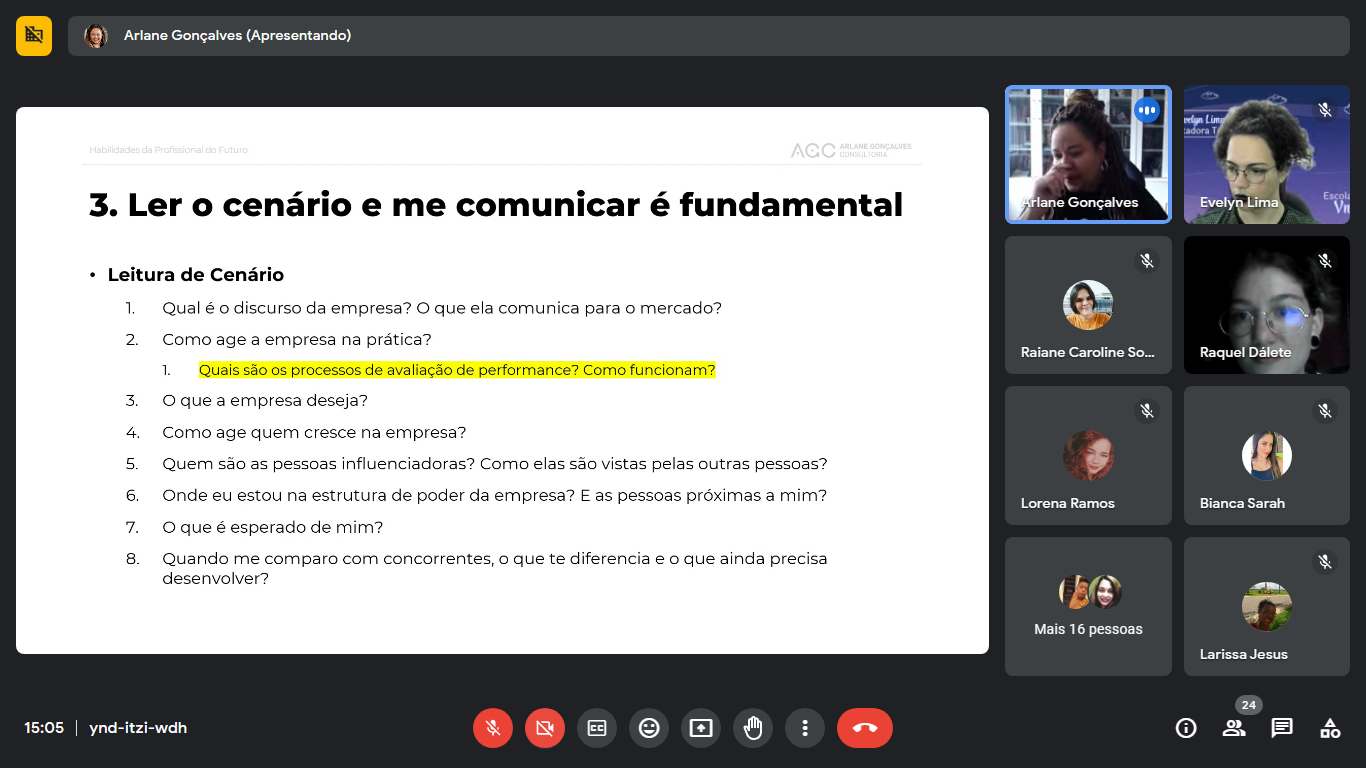 Arlane Gonçalves (Apresentando)
Habilidades da Profissional do Futuro
AGC ARLANE GONÇALVES
CONSULTORIA
3. Ler o cenário e me comunicar é fundamental
• Leitura de Cenário
1. Qual é o discurso da empresa? O que ela comunica para o mercado?
2. Como age a empresa na prática?
1. Quais são os processos de avaliação de performance? Como funcionam?
3. O que a empresa deseja?
4. Como age quem cresce na empresa?
5. Quem são as pessoas influenciadoras? Como elas são vistas pelas outras pessoas?
6. Onde eu estou na estrutura de poder da empresa? E as pessoas próximas a mim?
7. O que é esperado de mim?
8. Quando me comparo com concorrentes, o que te diferencia e o que ainda precisa
desenvolver?
Arlane Gonçalves
Evelyn Lima
Raiane Caroline So...
Raquel Dálete
Lorena Ramos
Bianca Sarah
Mais 16 pessoas
Larissa Jesus
15:05 | ynd-itzi-wdh
CC
24